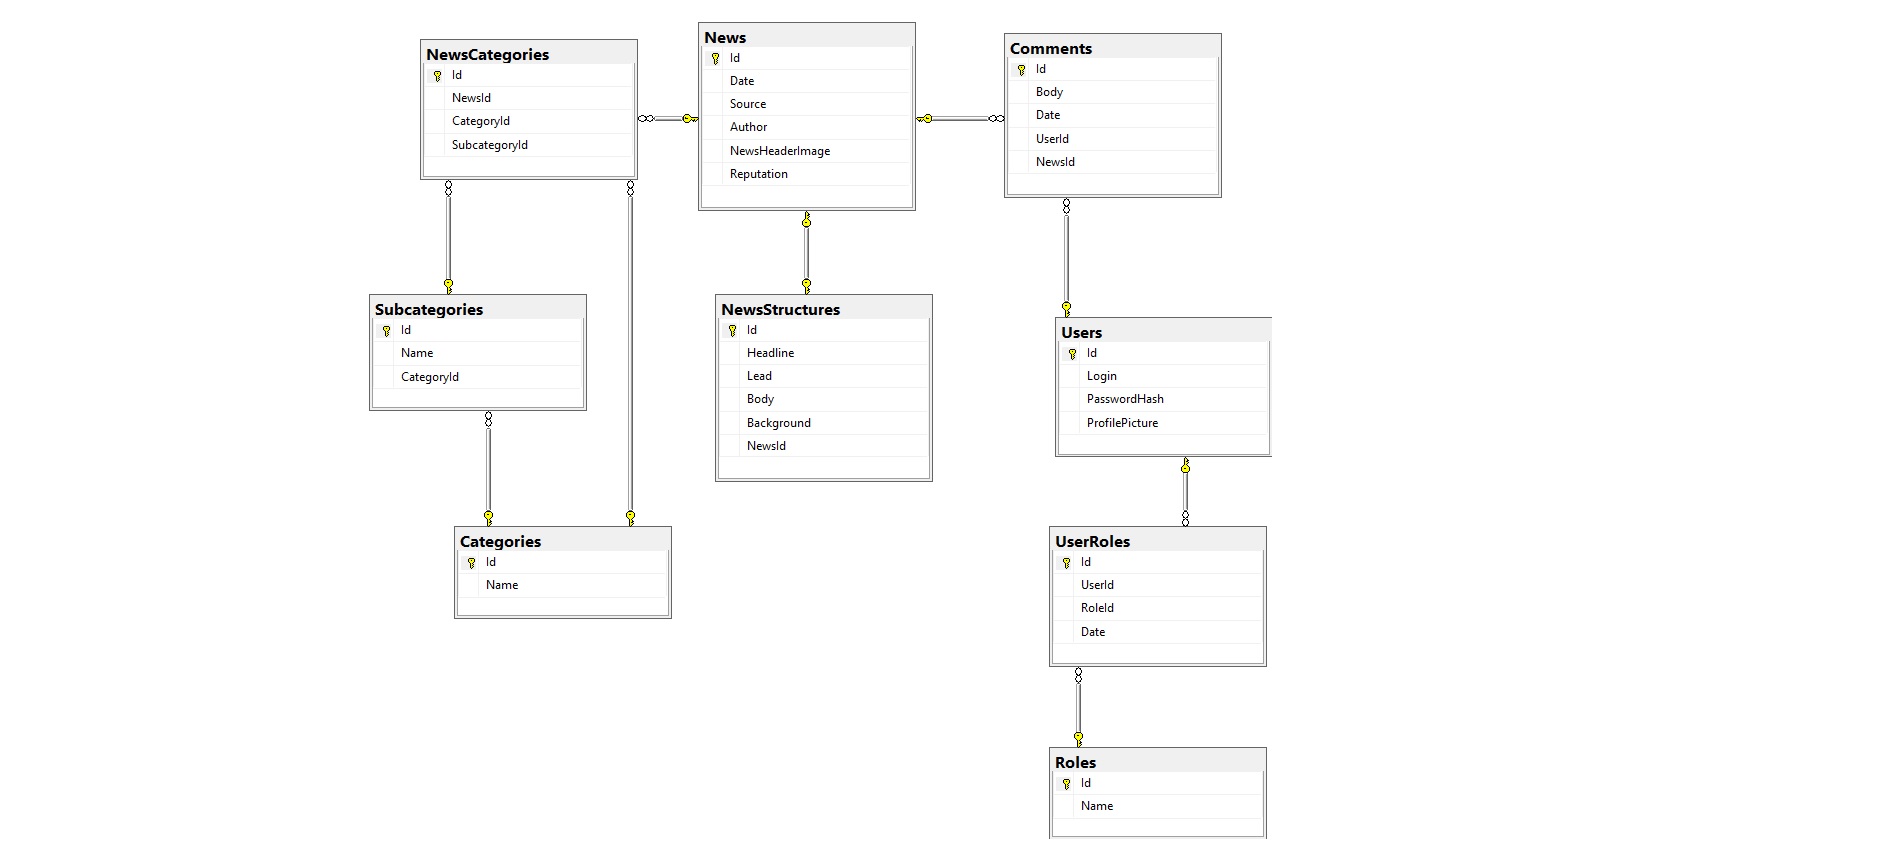 NewsCategories
Id
NewsId
CategoryId
SubcategoryId
News
Id
Date
Source
Author
NewsHeaderImage
Reputation
Comments
Id
Body
Date
UserId
NewsId
Subcategories
Id
Name
CategoryId
NewsStructures
Id
Headline
Lead
Body
Background
NewsId
Users
Id
Login
PasswordHash
ProfilePicture
Categories
Id
Name
UserRoles
Id
UserId
RoleId
Date
Roles
Id
Name